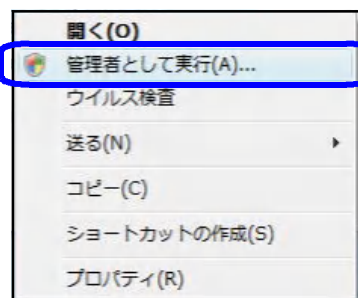 開く(O)
管理者として実行(A)...
ウイルス検査
送る(N)
コピー(C)
ショートカットの作成(S)
プロパティ(R)